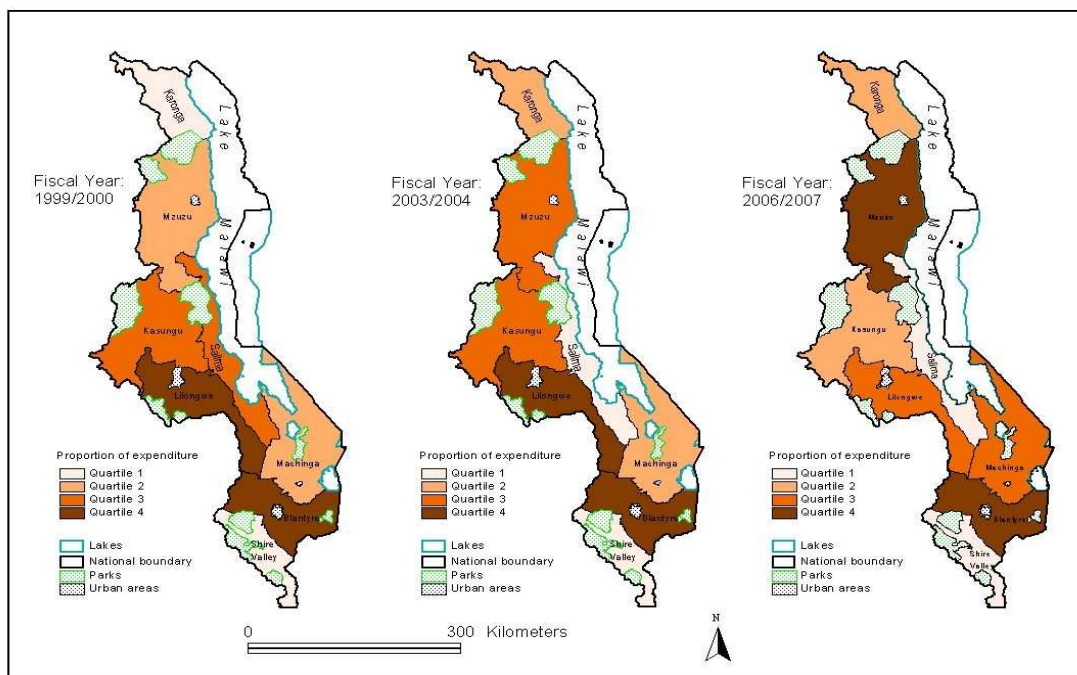 Karonga
Lake
Malawi
Fiscal Year:
1999/2000
Mzuzu
Kasungu
Salima
Lilongwe
Machinga
Blantyre
Shire
Valley
Proportion of expenditure
Quartile 1
Quartile 2
Quartile 3
Quartile 4
Lakes
National boundary
Parks
Urban areas
Karonga
Lake
Malawi
Fiscal Year:
2003/2004
Mzuzu
Kasungu
Salima
Lilongwe
Machinga
Blantyre
Shire
Valley
Proportion of expenditure
Quartile 1
Quartile 2
Quartile 3
Quartile 4
Lakes
National boundary
Parks
Urban areas
Karonga
Lake
Malawi
Fiscal Year:
2006/2007
Mzuzu
Kasungu
Salima
Lilongwe
Machinga
Blantyre
Shire
Valle
Proportion of expenditure
Quartile 1
Quartile 2
Quartile 3
Quartile 4
Lakes
National boundary
Parks
Urban areas
0 300 Kilometers
N